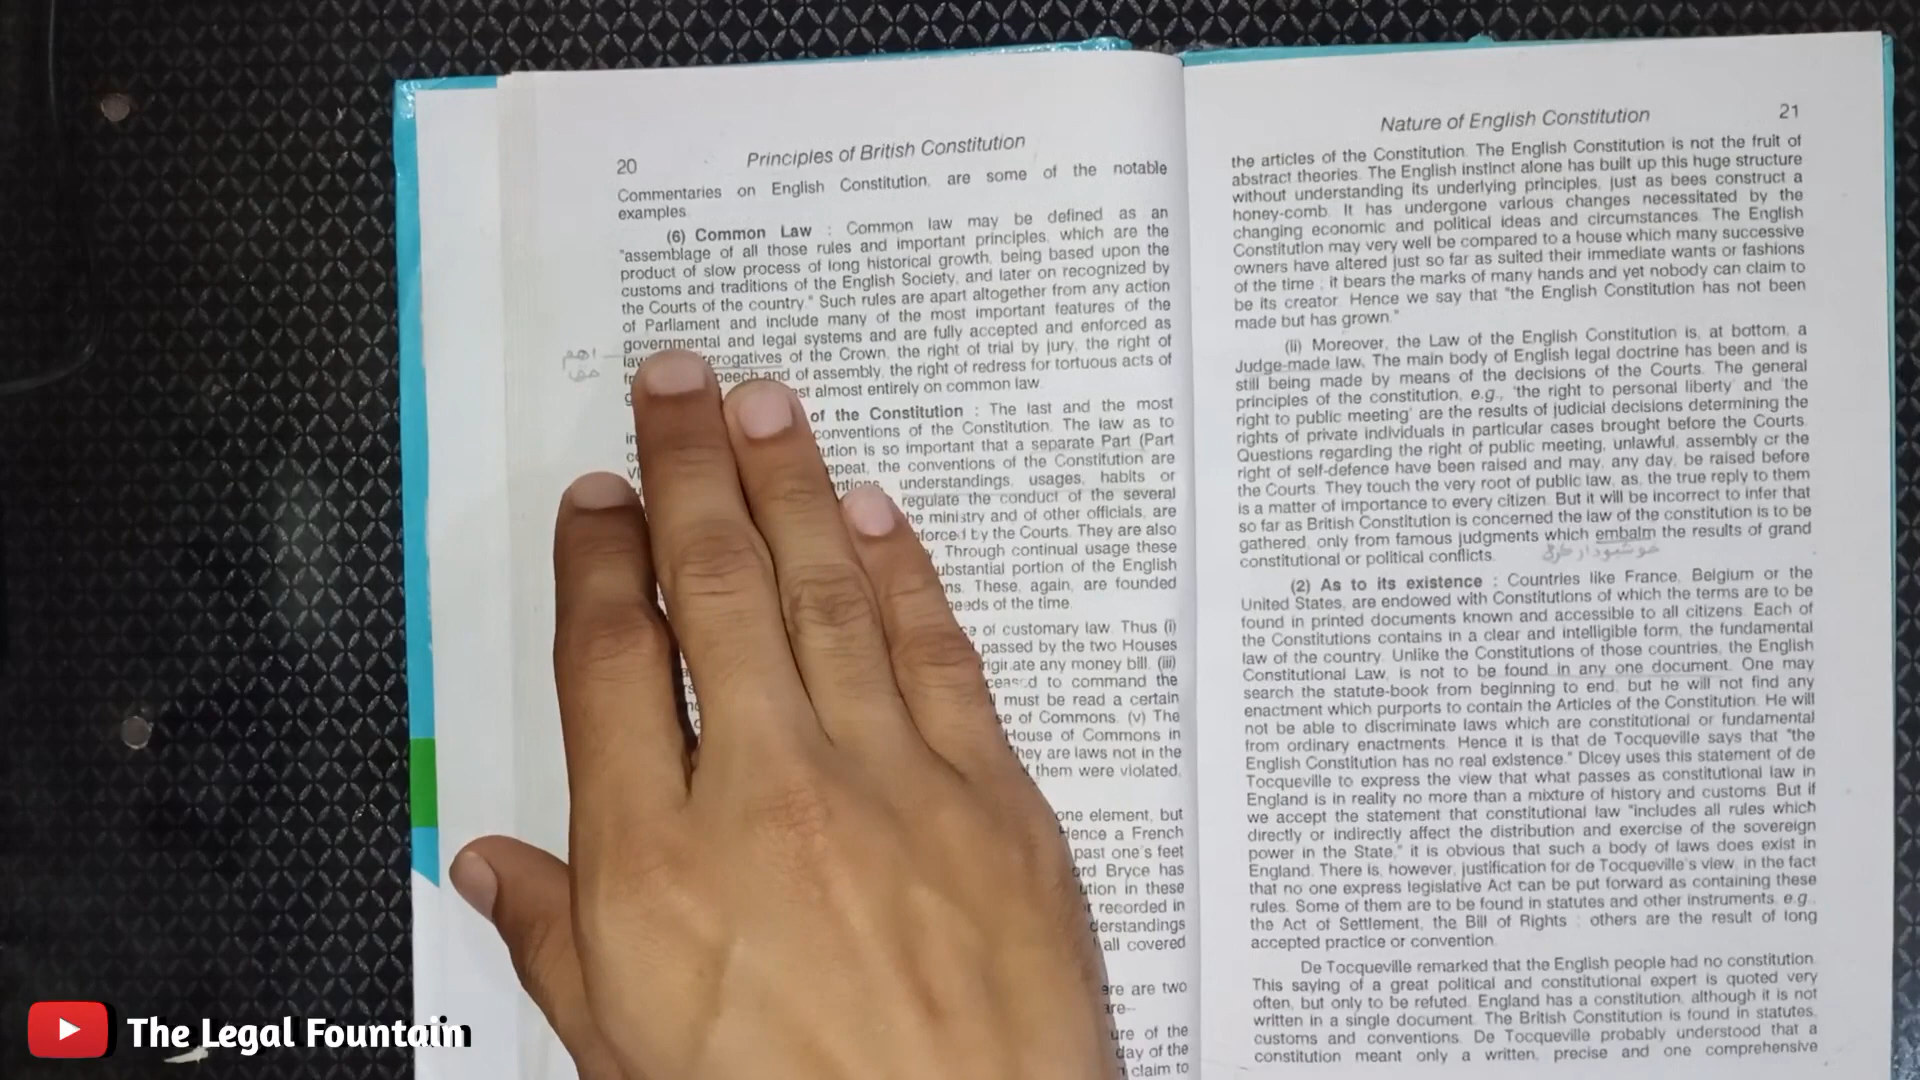 20
Principles of British Constitution
Commentaries on English Constitution, are some of the notable
examples.
(6) Common Law : Common law may be defined as an
"assemblage of all those rules and important principles, which are the
product of slow process of long historical growth, being based upon the
customs and traditions of the English Society, and later on recognized by
the Courts of the country." Such rules are apart altogether from any action
of Parliament and include many of the most important features of the
governmental and legal systems and are fully accepted and enforced as
of the Crown, the right of trial by jury, the right of
and of assembly, the right of redress for tortuous acts of
almost entirely on common law.
of the Constitution : The last and the most
conventions of the Constitution. The law as to
is so important that a separate Part (Part
the conventions of the Constitution are
understandings, usages, habits or
regulate the conduct of the several
ministry and of other officials, are
by the Courts. They are also
Through continual usage these
portion of the English
These, again, are founded
of the time.
of customary law. Thus (i)
passed by the two Houses
any money bill. (iii)
to command the
must be read a certain
of Commons. (v) The
House of Commons in
They are laws not in the
them were violated,
one element, but
Hence a French
past one's feet
Bryce has
in these
recorded in
all covered
are two
of the
day of the
claim to
اهم
Nature of English Constitution
21
the articles of the Constitution. The English Constitution is not the fruit of
abstract theories. The English instinct alone has built up this huge structure
without understanding its underlying principles, just as bees construct a
honey-comb. It has undergone various changes necessitated by the
changing economic and political ideas and circumstances. The English
Constitution may very well be compared to a house which many successive
owners have altered just so far as suited their immediate wants or fashions
of the time ; it bears the marks of many hands and yet nobody can claim to
be its creator. Hence we say that "the English Constitution has not been
made but has grown."
(ii) Moreover, the Law of the English Constitution is, at bottom, a
Judge-made law. The main body of English legal doctrine has been and is
still being made by means of the decisions of the Courts. The general
principles of the constitution, e.g., 'the right to personal liberty' and 'the
right to public meeting' are the results of judicial decisions determining the
rights of private individuals in particular cases brought before the Courts.
Questions regarding the right of public meeting, unlawful, assembly or the
right of self-defence have been raised and may, any day, be raised before
the Courts. They touch the very root of public law, as, the true reply to them
is a matter of importance to every citizen. But it will be incorrect to infer that
so far as British Constitution is concerned the law of the constitution is to be
gathered, only from famous judgments which embalm the results of grand
constitutional or political conflicts.
(2) As to its existence : Countries like France, Belgium or the
United States, are endowed with Constitutions of which the terms are to be
found in printed documents known and accessible to all citizens. Each of
the Constitutions contains in a clear and intelligible form, the fundamental
law of the country. Unlike the Constitutions of those countries, the English
Constitutional Law, is not to be found in any one document. One may
search the statute-book from beginning to end, but he will not find any
enactment which purports to contain the Articles of the Constitution. He will
not be able to discriminate laws which are constitutional or fundamental
from ordinary enactments. Hence it is that de Tocqueville says that "the
English Constitution has no real existence." Dicey uses this statement of de
Tocqueville to express the view that what passes as constitutional law in
England is in reality no more than a mixture of history and customs. But if
we accept the statement that constitutional law "includes all rules which
directly or indirectly affect the distribution and exercise of the sovereign
power in the State," it is obvious that such a body of laws does exist in
England. There is, however, justification for de Tocqueville's view, in the fact
that no one express legislative Act can be put forward as containing these
rules. Some of them are to be found in statutes and other instruments, e.g.,
the Act of Settlement, the Bill of Rights : others are the result of long
accepted practice or convention.
De Tocqueville remarked that the English people had no constitution.
This saying of a great political and constitutional expert is quoted very
often, but only to be refuted. England has a constitution, although it is not
written in a single document. The British Constitution is found in statutes,
customs and conventions. De Tocqueville probably understood that a
constitution meant only a written, precise and one comprehensive
The Legal Fountain